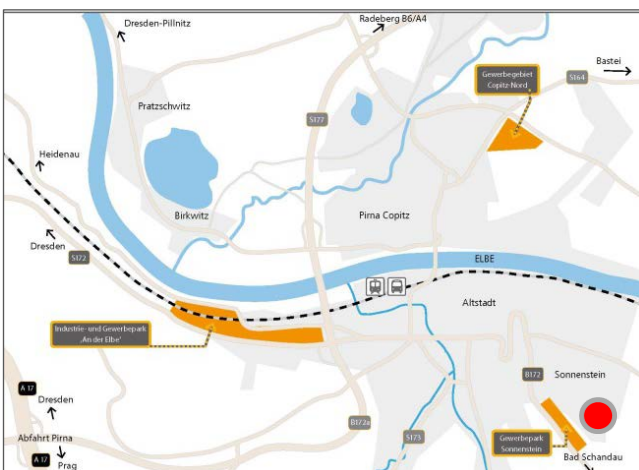 Dresden-Pillnitz
Radeberg B6/A4
Gewerbegebiet
Copitz-Nord
Bastei
S164
Pratzschwitz
S177
Heidenau
Birkwitz
Pirna Copitz
Dresden
S172
ELBE
Altstadt
Industrie- und Gewerbepark
„An der Elbe"
B172
Sonnenstein
A 17
Dresden
B172a
S173
Abfahrt Pirna
Gewerbepark
Sonnenstein
Bad Schandau
A 17
Prag